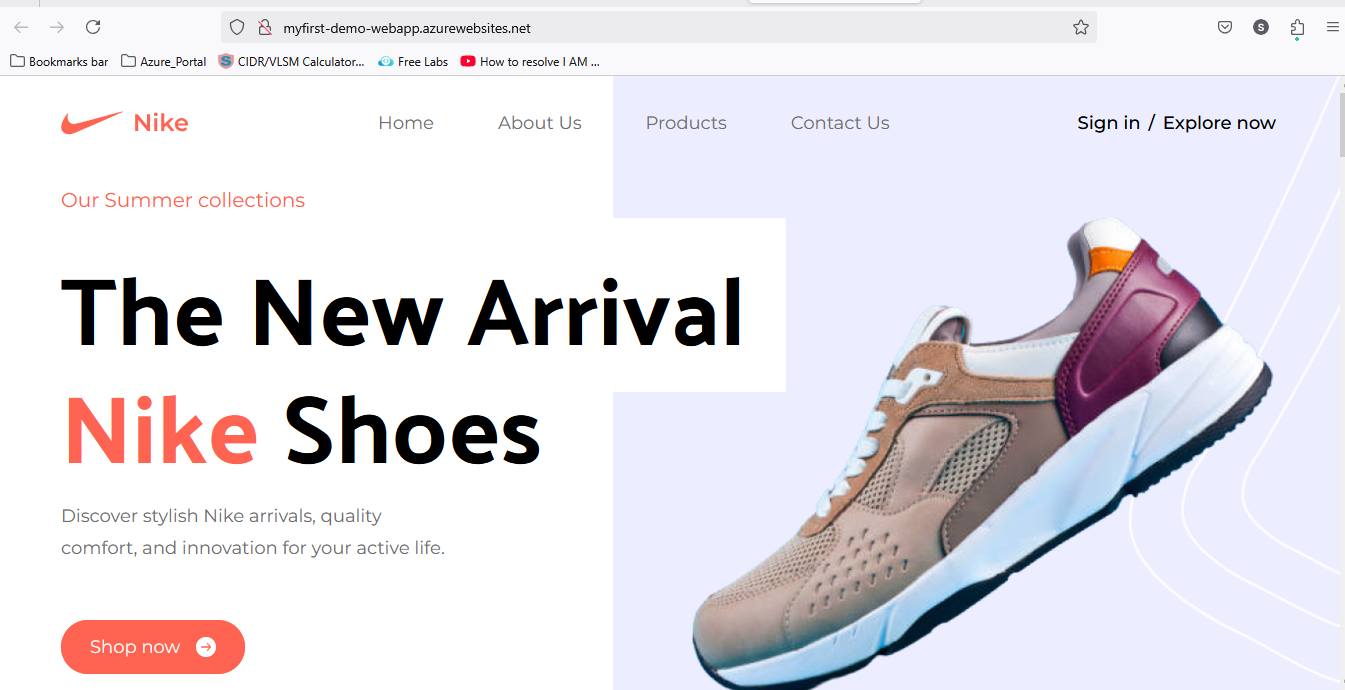 myfirst-demo-webapp.azurewebsites.net
S
Bookmarks bar Azure_Portal S CIDR/VLSM Calculator... Free Labs How to resolve I AM ...
Nike Home About Us Products Contact Us Sign in / Explore now
Our Summer collections
The New Arrival
Nike Shoes
Discover stylish Nike arrivals, quality
comfort, and innovation for your active life.
Shop now